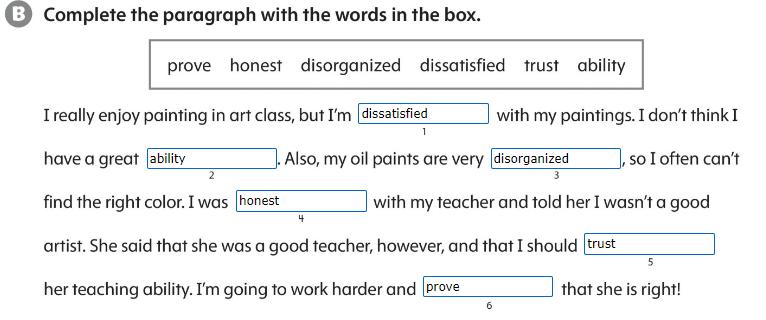 B Complete the paragraph with the words in the box.
prove honest disorganized dissatisfied trust ability
I really enjoy painting in art class, but I'm dissatisfied with my paintings. I don't think I
1
have a great ability. Also, my oil paints are very disorganized, so I often can't
2 3
find the right color. I was honest with my teacher and told her I wasn't a good
4
artist. She said that she was a good teacher, however, and that I should trust
5
her teaching ability. I'm going to work harder and prove that she is right!
6